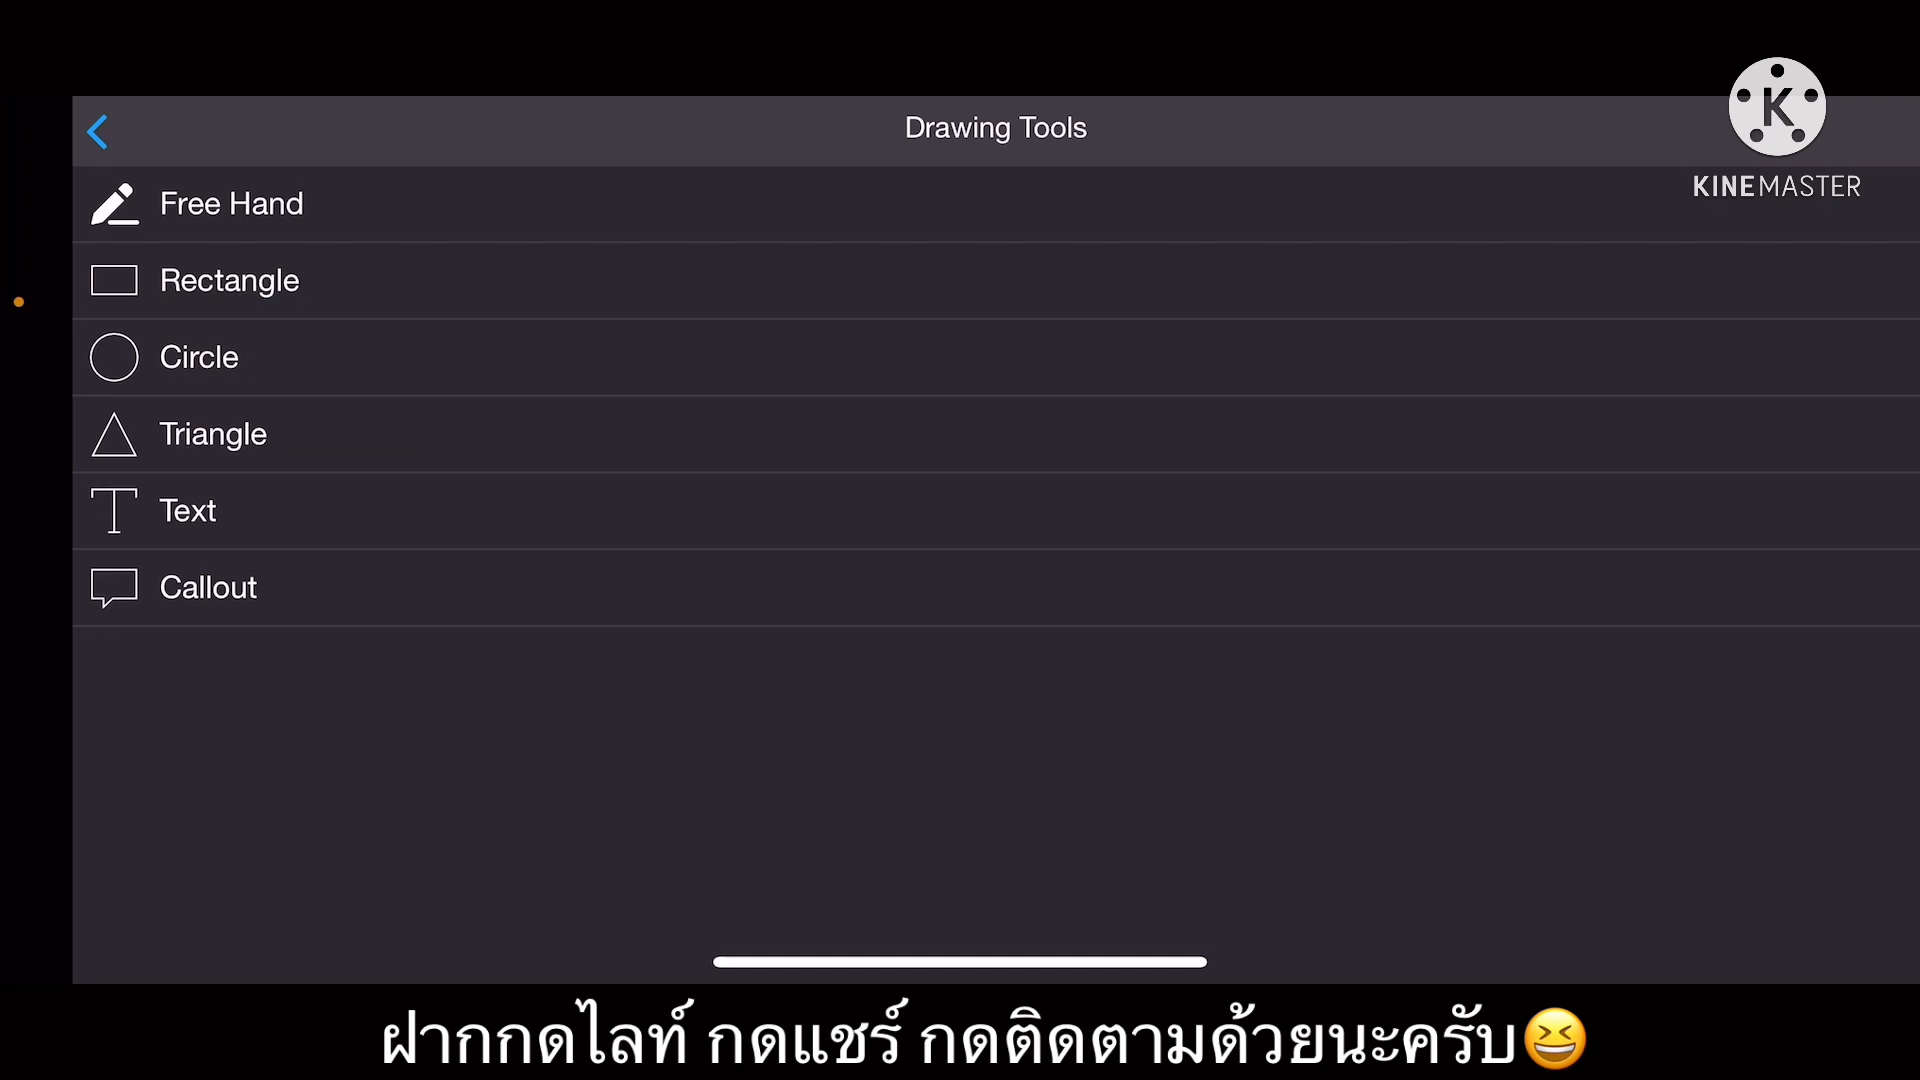 Drawing Tools
K
KINEMASTER
Free Hand
Rectangle
Circle
Triangle
Text
Callout
ฝากกดไลท์ กดแชร์ กดติดตามด้วยนะครับ😆